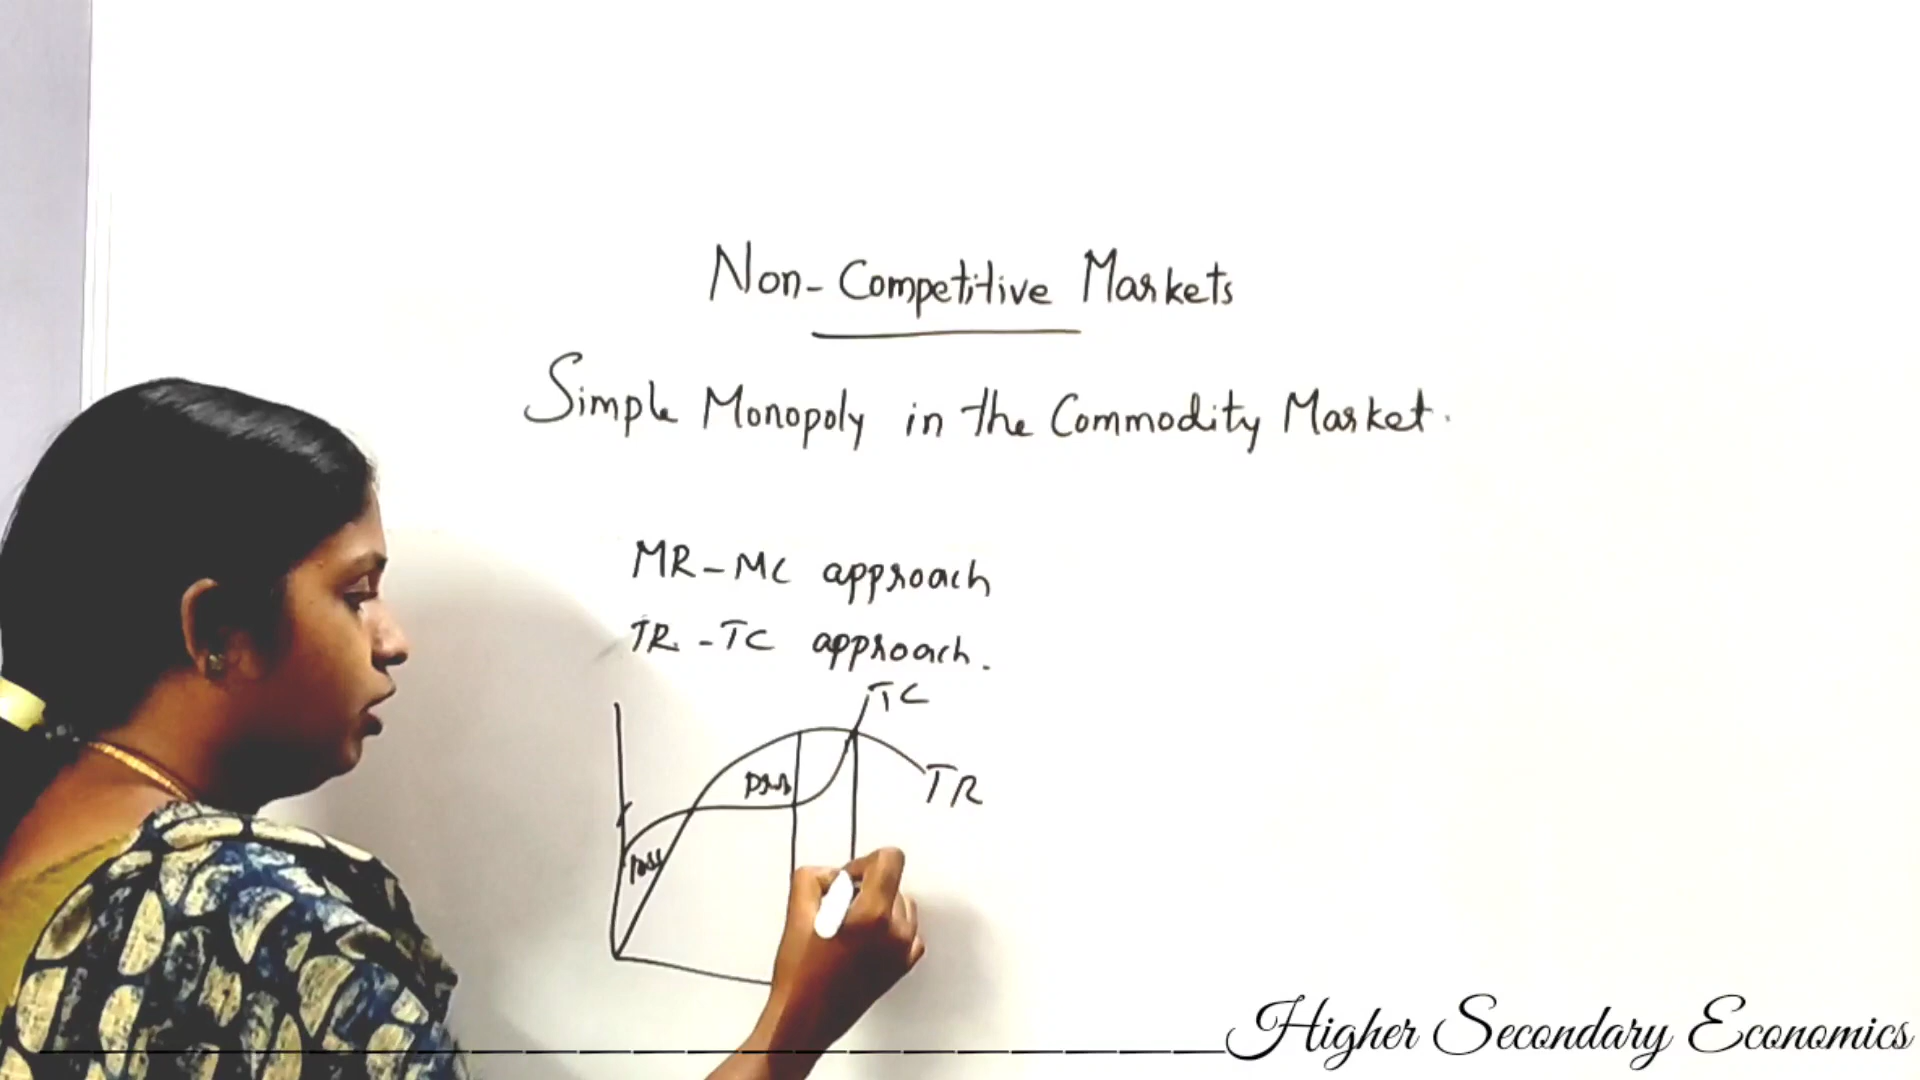 Non-Competitive Markets
Simple Monopoly in the Commodity Market.
MR-MC approach
TR-TC approach.
TC
TR
loss
Higher Secondary Economics